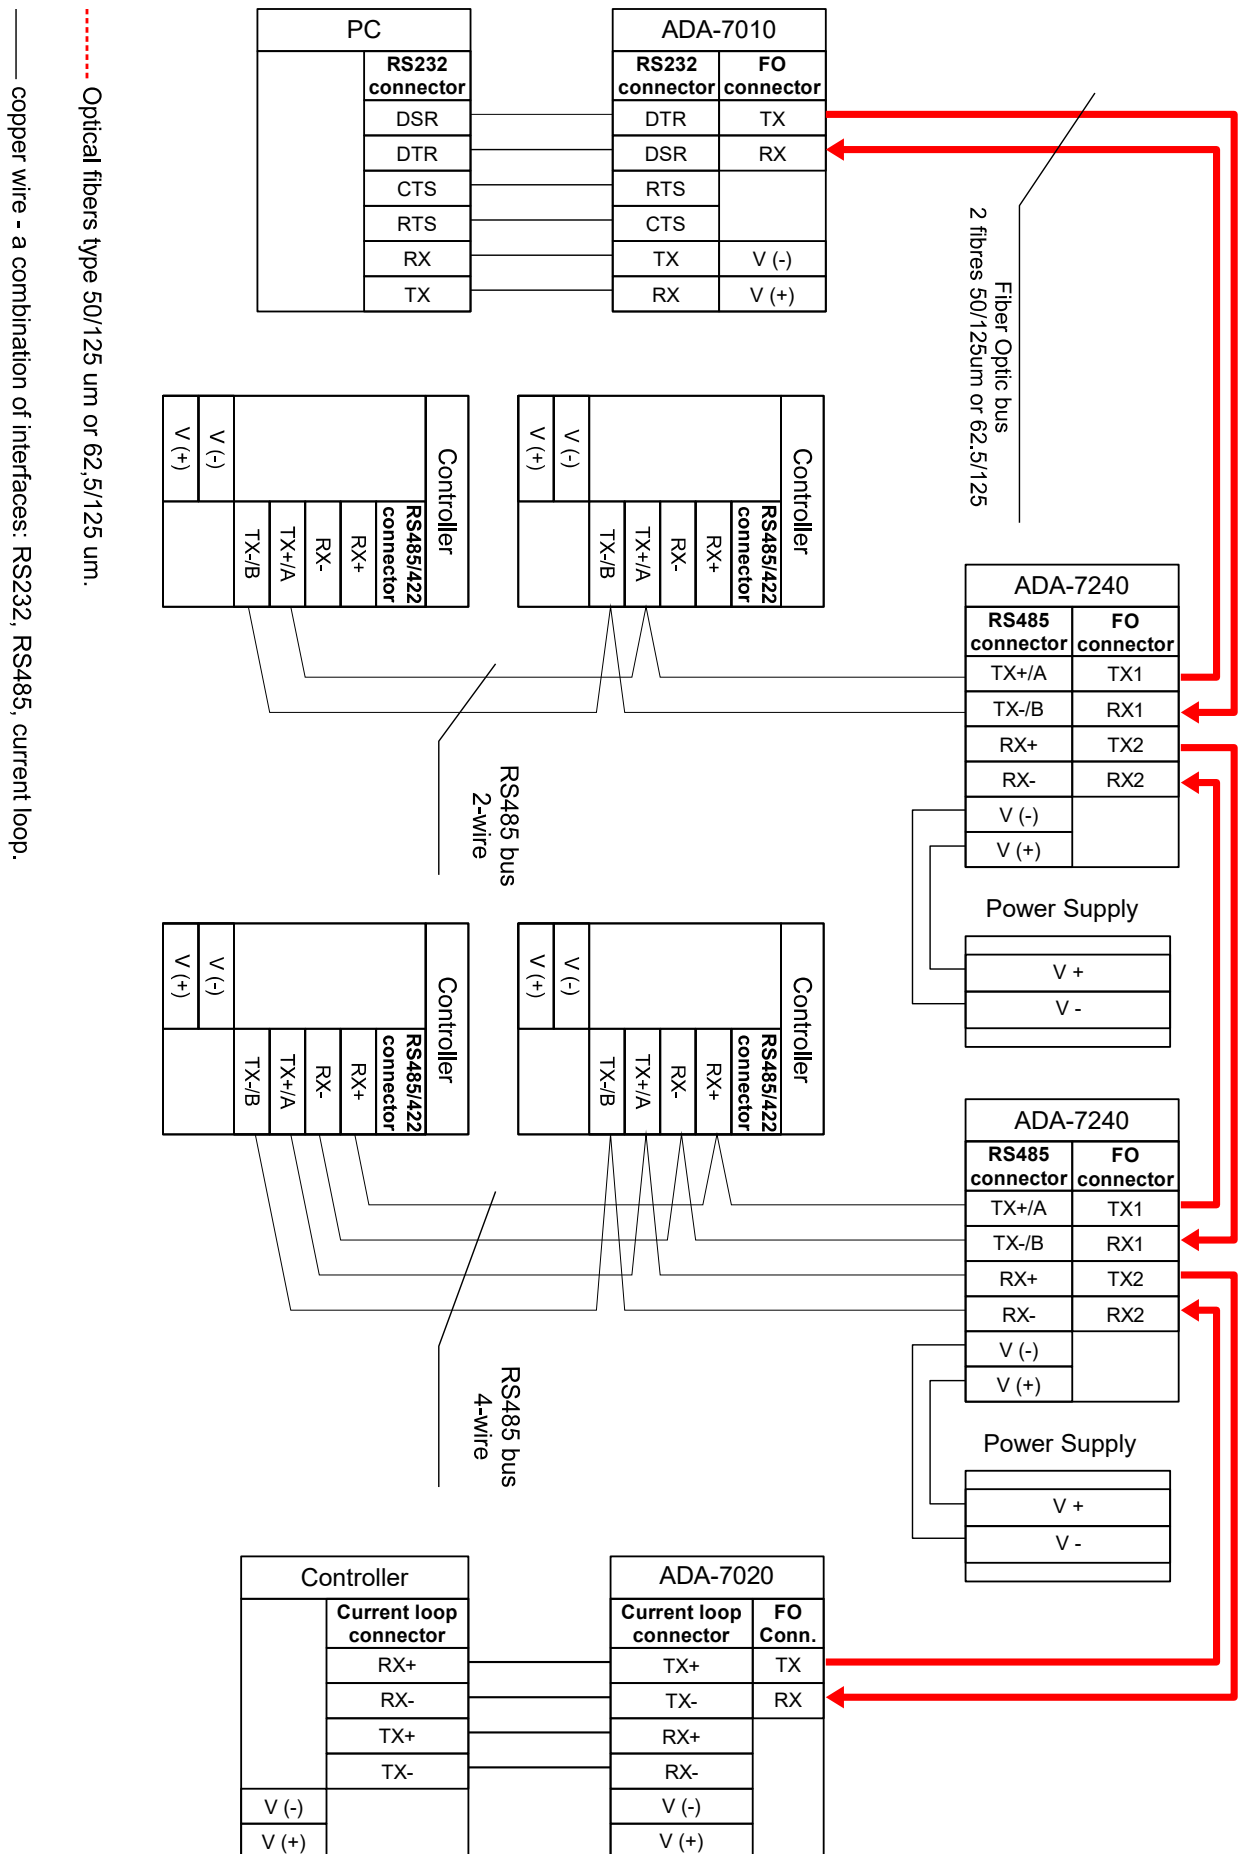 PC
RS232
connector
DSR
DTR
CTS
RTS
RX
TX
ADA-7010
RS232
connector
FO
connector
DTR
TX
DSR
RX
RTS
CTS
TX
V (-)
RX
V (+)
Fiber Optic bus
2 fibres 50/125um or 62.5/125
Controller
RS485/422
connector
RX+
RX-
TX+/A
TX-/B
V (-)
V (+)
Controller
RS485/422
connector
RX+
RX-
TX+/A
TX-/B
V (-)
V (+)
ADA-7240
RS485
connector
FO
connector
TX+/A
TX1
TX-/B
RX1
RX+
TX2
RX-
RX2
V (-)
V (+)
RS485 bus
2-wire
Power Supply
V +
V -
Controller
RS485/422
connector
RX+
RX-
TX+/A
TX-/B
V (-)
V (+)
Controller
RS485/422
connector
RX+
RX-
TX+/A
TX-/B
V (-)
V (+)
ADA-7240
RS485
connector
FO
connector
TX+/A
TX1
TX-/B
RX1
RX+
TX2
RX-
RX2
V (-)
V (+)
RS485 bus
4-wire
Power Supply
V +
V -
Controller
Current loop
connector
RX+
RX-
TX+
TX-
V (-)
V (+)
ADA-7020
Current loop
connector
FO
Conn.
TX+
TX
TX-
RX
RX+
RX-
V (-)
V (+)
Optical fibers type 50/125 um or 62,5/125 um.
copper wire - a combination of interfaces: RS232, RS485, current loop.